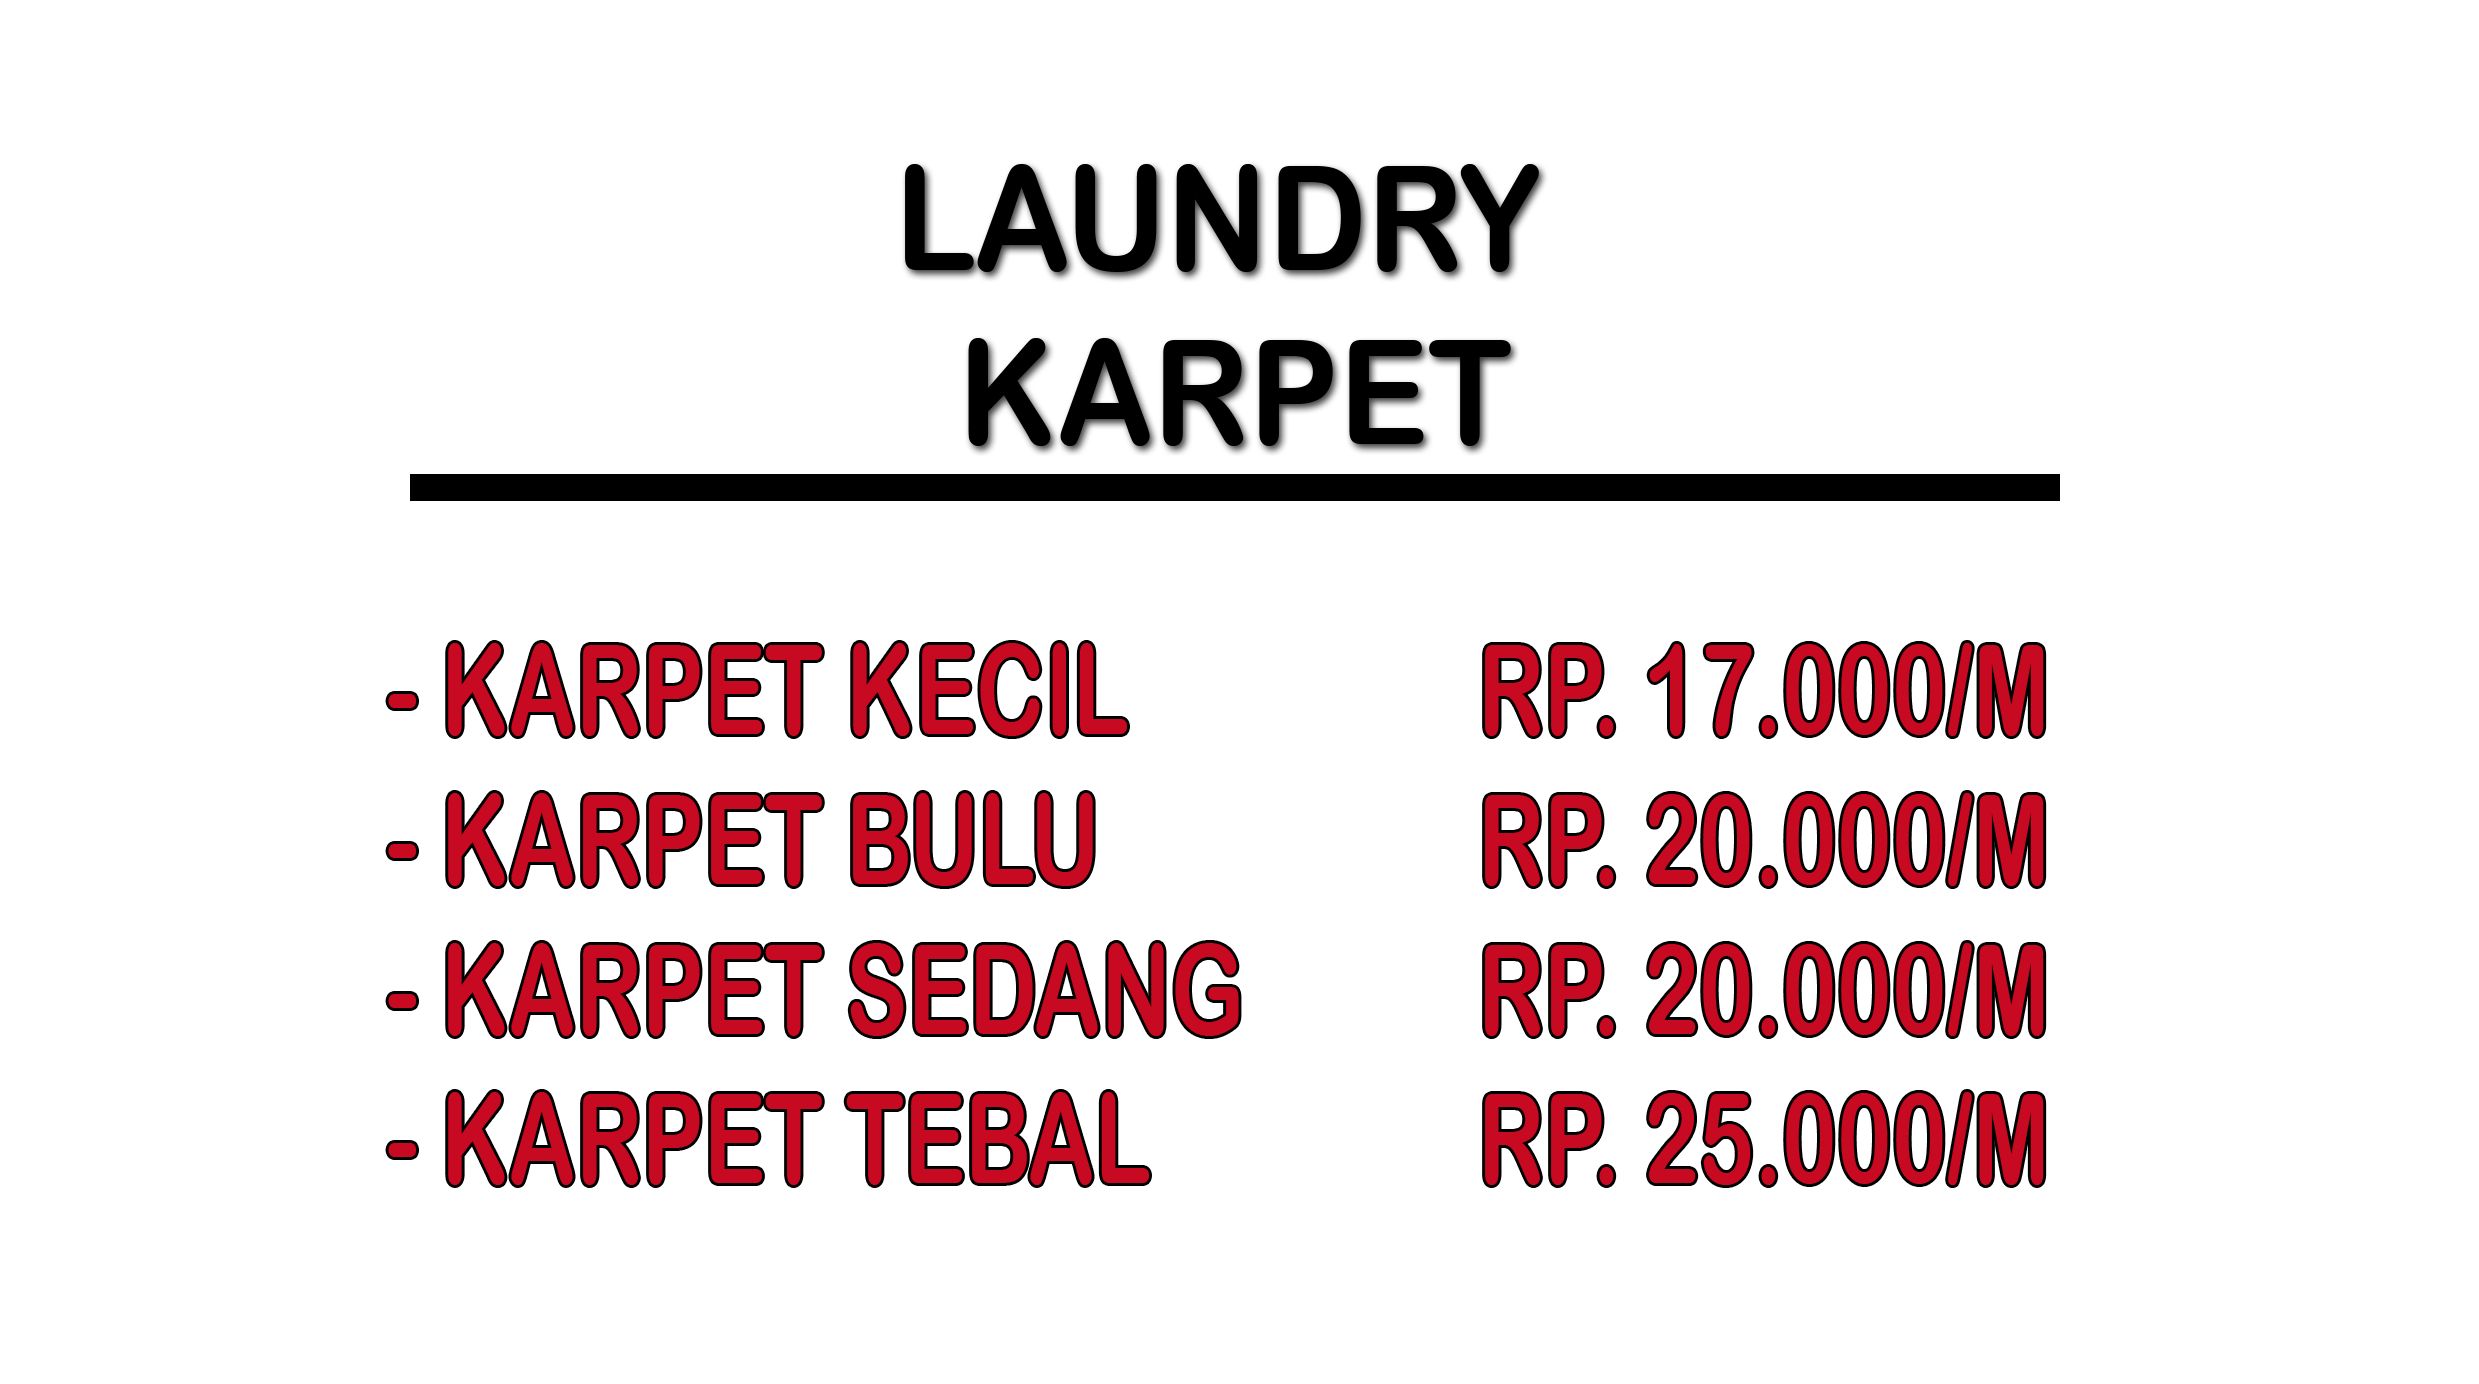 LAUNDRY
KARPET
- KARPET KECIL RP. 17.000/M
- KARPET BULU RP. 20.000/M
- KARPET SEDANG RP. 20.000/M
- KARPET TEBAL RP. 25.000/M